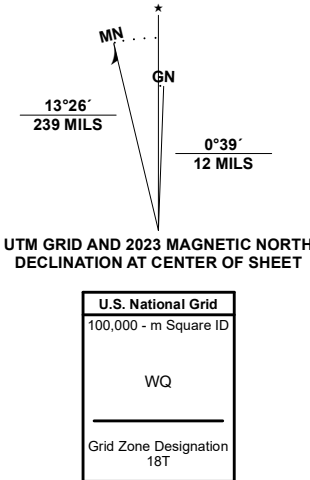 ★
MN
GN
13°26´
239 MILS
0°39´
12 MILS
UTM GRID AND 2023 MAGNETIC NORTH
DECLINATION AT CENTER OF SHEET
U.S. National Grid
100,000 - m Square ID
WQ
Grid Zone Designation
18T